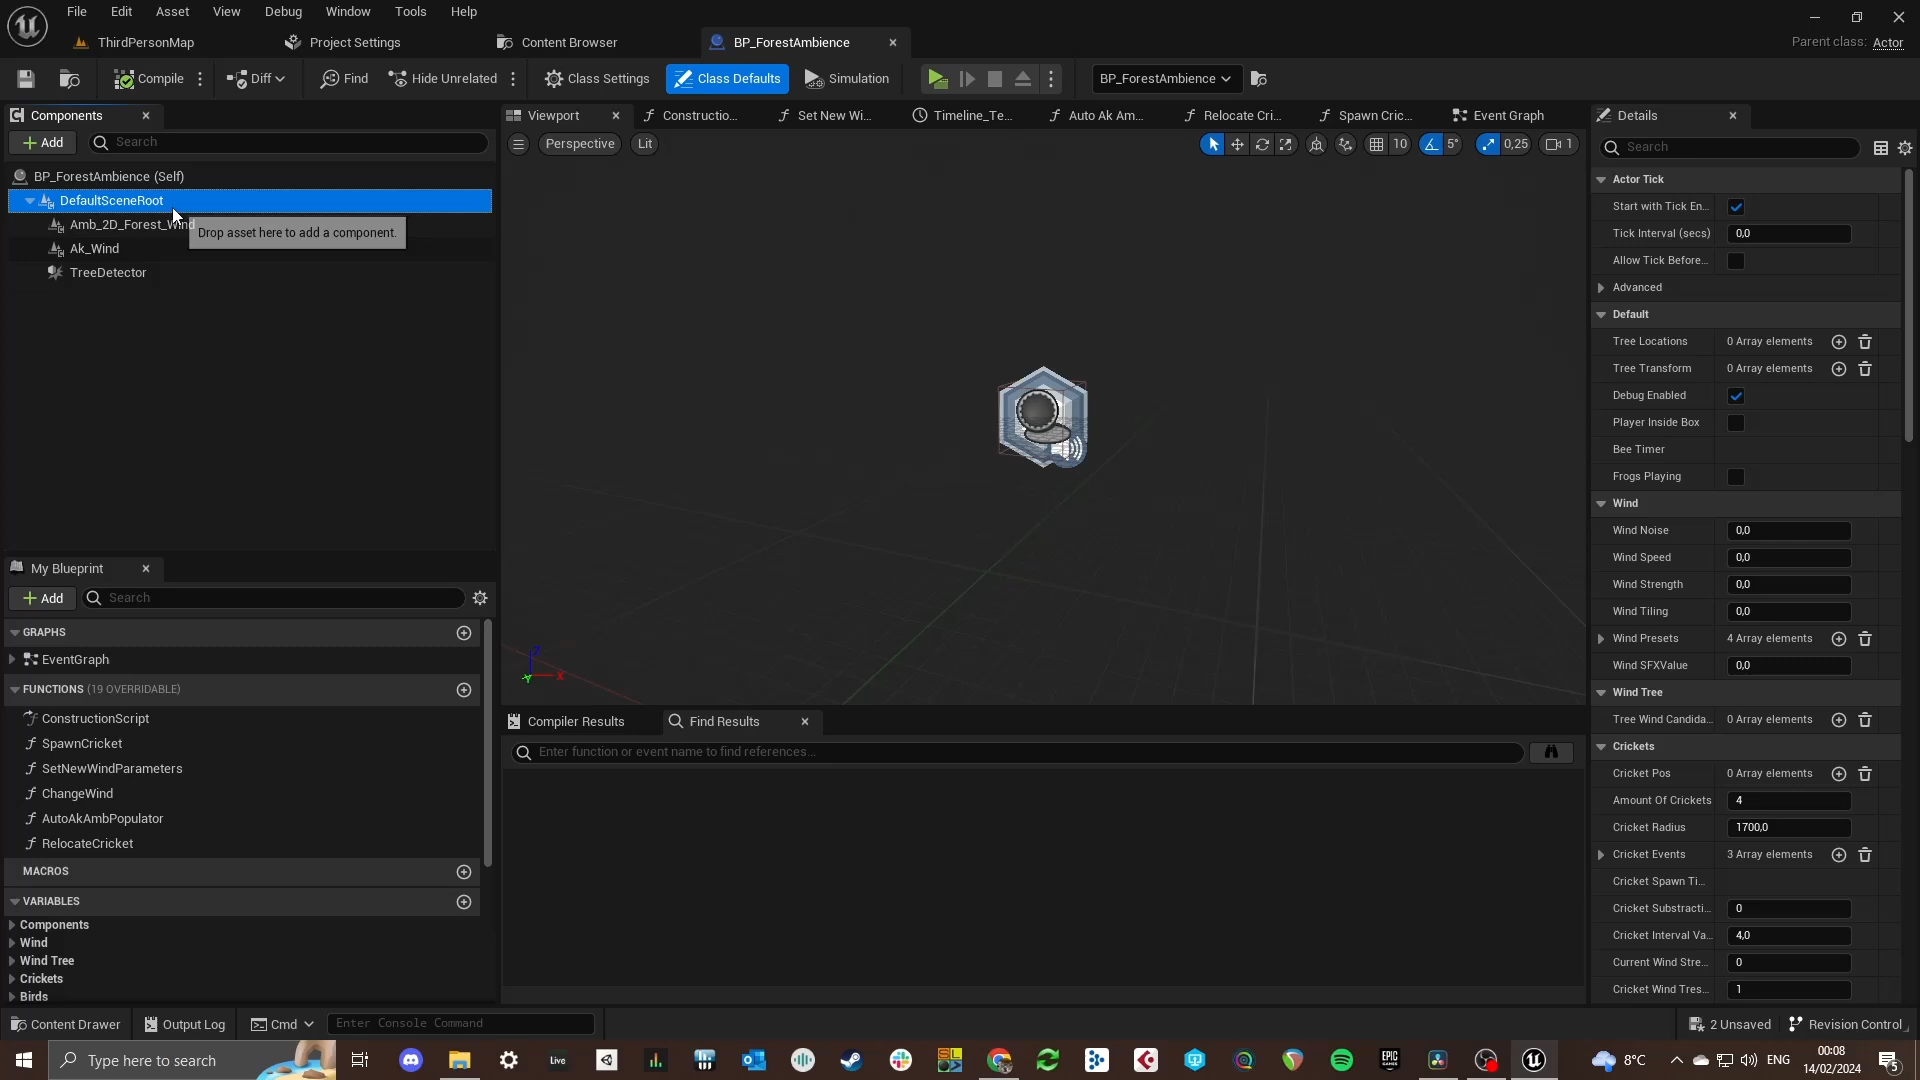 File Edit Asset View Debug Window Tools Help
ThirdPersonMap Project Settings Content Browser BP_ForestAmbience
Parent class: Actor
Compile Diff Find Hide Unrelated Class Settings Class Defaults Simulation BP_ForestAmbience
Components
Add Search
BP_ForestAmbience (Self)
DefaultSceneRoot
Amb_2D_Forest_Wind
Drop asset here to add a component.
Ak_Wind
TreeDetector
My Blueprint
Add Search
GRAPHS
EventGraph
FUNCTIONS (19 OVERRIDABLE)
ConstructionScript
SpawnCricket
SetNewWindParameters
ChangeWind
AutoAkAmbPopulator
RelocateCricket
MACROS
VARIABLES
Components
Wind
Wind Tree
Crickets
Birds
Viewport Constructio... Set New Wi... Timeline_Te... Auto Ak Am... Relocate Cri... Spawn Cric... Event Graph
Perspective Lit 10 5° 0,25 1
Z
X
Y
Compiler Results Find Results
Enter function or event name to find references...
Details
Search
Actor Tick
Start with Tick En...
Tick Interval (secs) 0,0
Allow Tick Before...
Advanced
Default
Tree Locations 0 Array elements
Tree Transform 0 Array elements
Debug Enabled
Player Inside Box
Bee Timer
Frogs Playing
Wind
Wind Noise 0,0
Wind Speed 0,0
Wind Strength 0,0
Wind Tiling 0,0
Wind Presets 4 Array elements
Wind SFXValue 0,0
Wind Tree
Tree Wind Candida... 0 Array elements
Crickets
Cricket Pos 0 Array elements
Amount Of Crickets 4
Cricket Radius 1700,0
Cricket Events 3 Array elements
Cricket Spawn Ti...
Cricket Substracti... 0
Cricket Interval Va... 4,0
Current Wind Stre... 0
Cricket Wind Tres... 1
Content Drawer Output Log Cmd Enter Console Command 2 Unsaved Revision Control
Type here to search Live SL EPIC GAMES 8°C ENG 00:08
14/02/2024 5